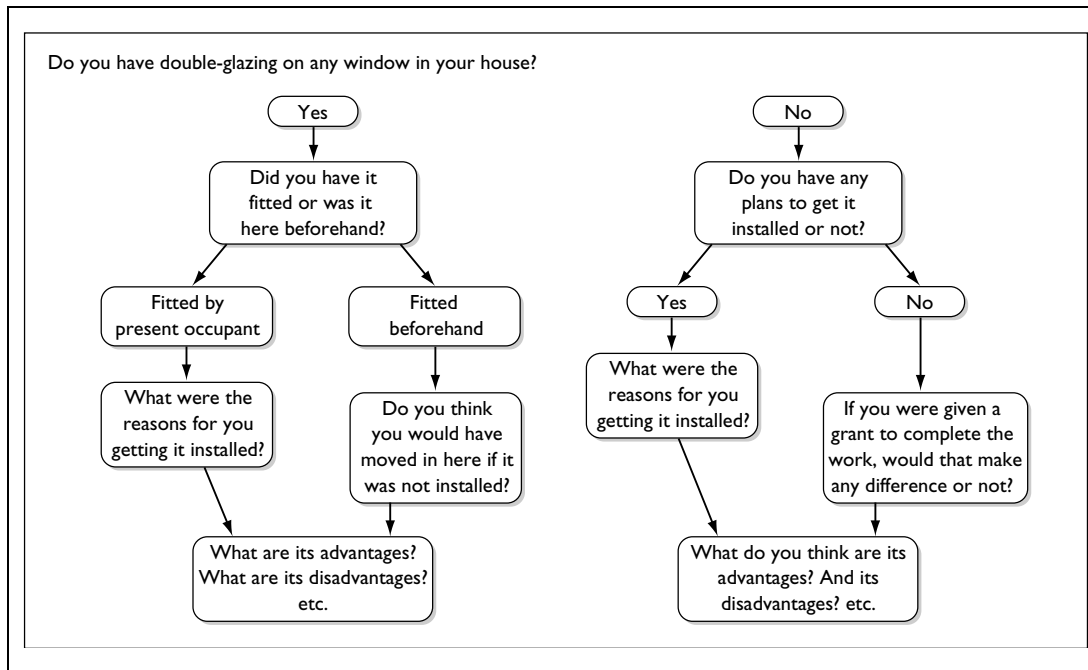 Do you have double-glazing on any window in your house?
Yes
Did you have it
fitted or was it
here beforehand?
Fitted by
present occupant
Fitted
beforehand
What were the
reasons for you
getting it installed?
Do you think
you would have
moved in here if it
was not installed?
What are its advantages?
What are its disadvantages?
etc.
No
Do you have any
plans to get it
installed or not?
Yes
No
What were the
reasons for you
getting it installed?
If you were given a
grant to complete the
work, would that make
any difference or not?
What do you think are its
advantages? And its
disadvantages? etc.